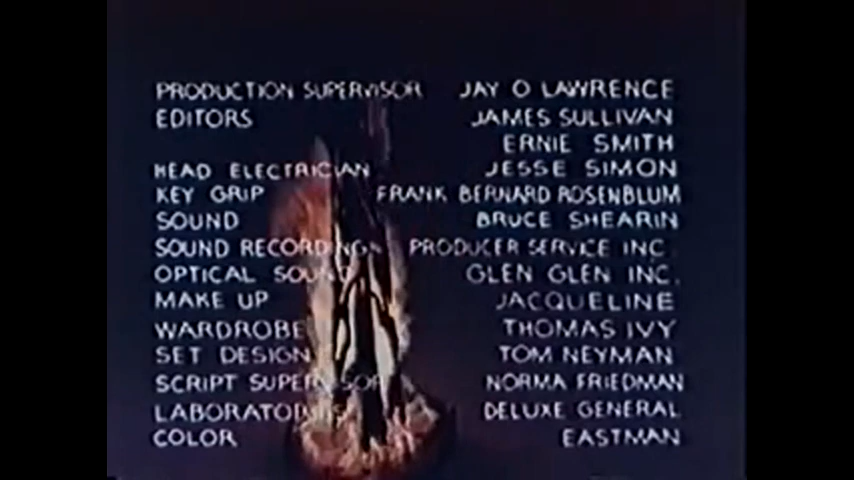 PRODUCTION SUPERVISOR JAY O LAWRENCE
EDITORS JAMES SULLIVAN
ERNIE SMITH
HEAD ELECTRICIAN JESSE SIMON
KEY GRIP FRANK BERNARD ROSENBLUM
SOUND BRUCE SHEARIN
SOUND RECORDING PRODUCER SERVICE INC.
OPTICAL SOUND GLEN GLEN INC.
MAKE UP JACQUELINE
WARDROBE THOMAS IVY
SET DESIGN TOM NEYMAN
SCRIPT SUPERVISOR NORMA FRIEDMAN
LABORATORIES DELUXE GENERAL
COLOR EASTMAN